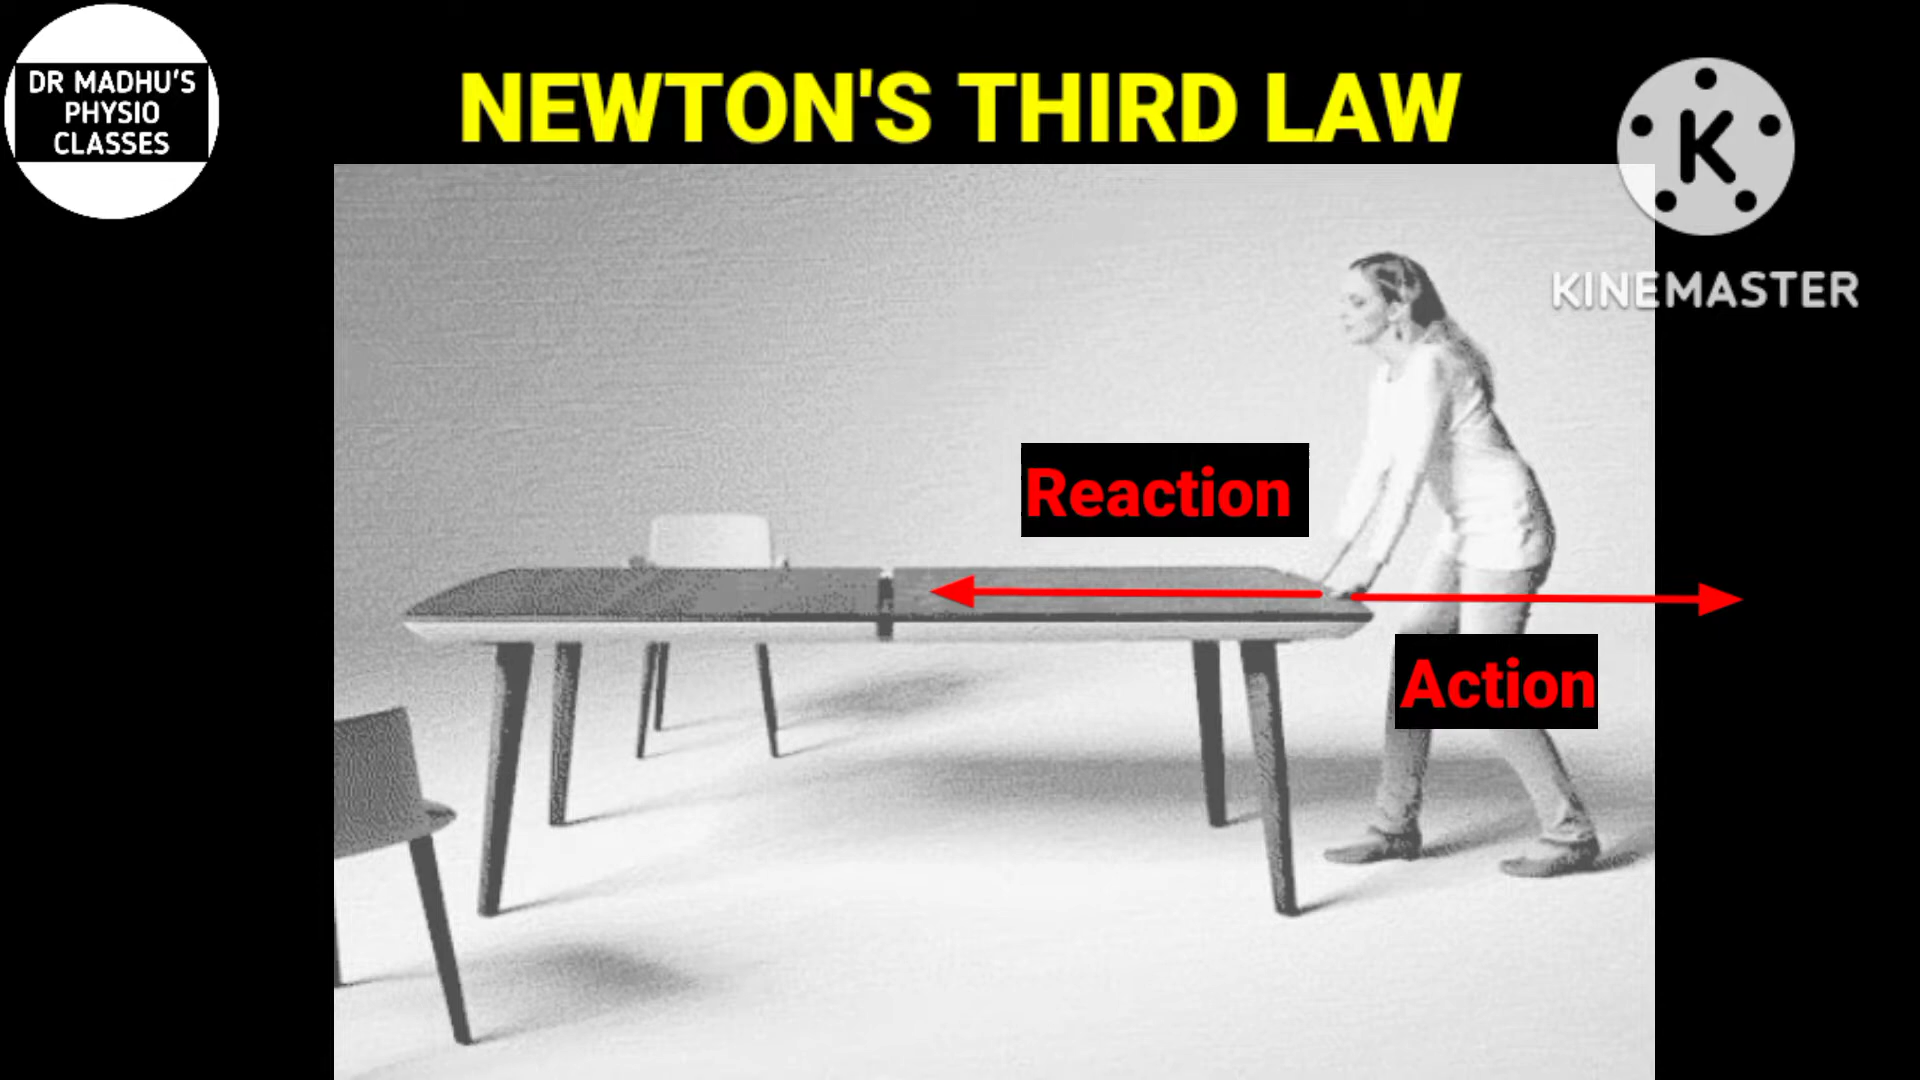 DR MADHU'S
PHYSIO
CLASSES
NEWTON'S THIRD LAW
K
KINEMASTER
Reaction
Action